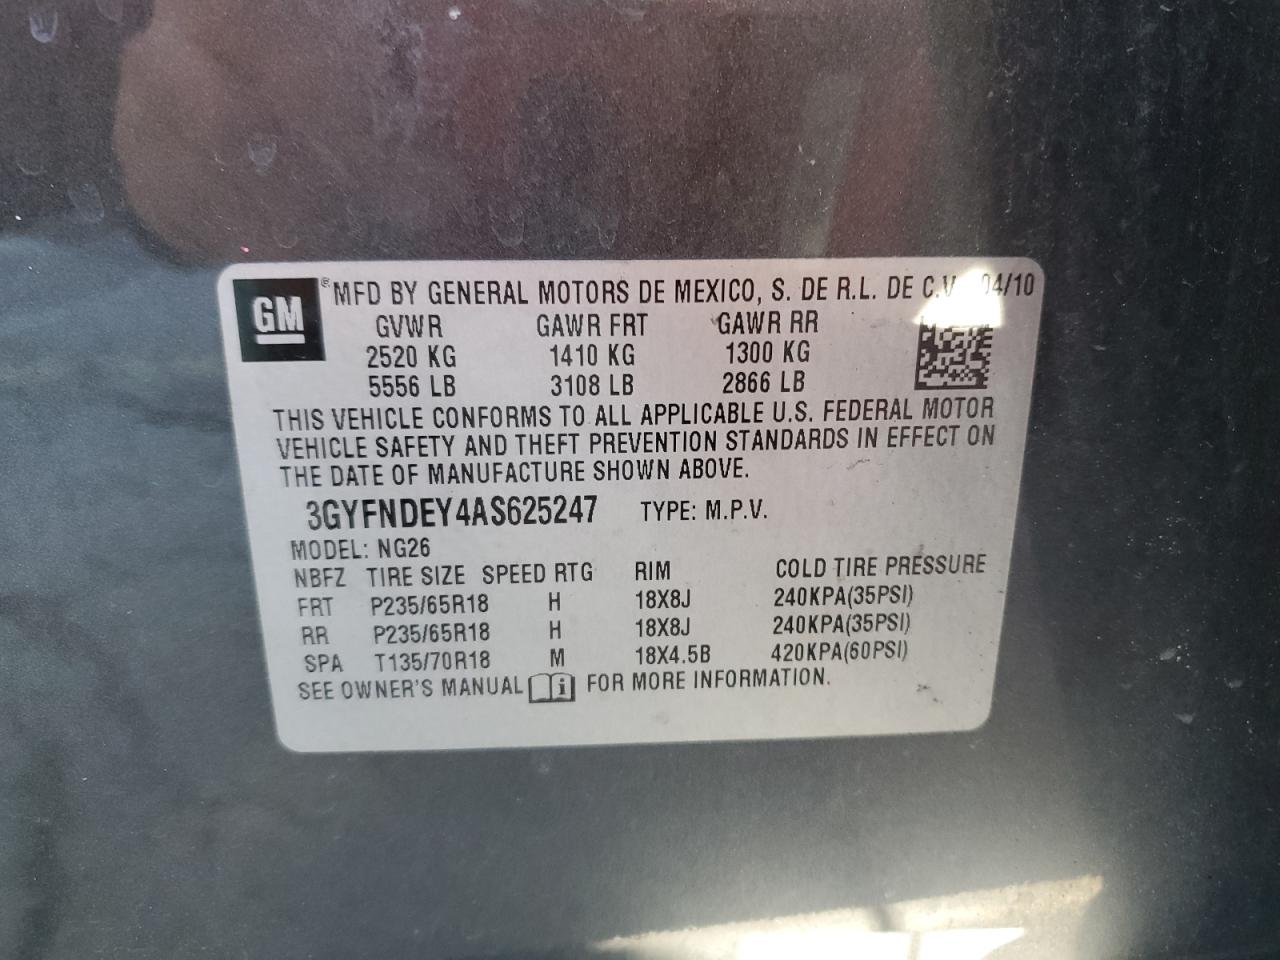 GM ® MFD BY GENERAL MOTORS DE MEXICO, S. DE R.L. DE C.V. 04/10
GVWR GAWR FRT GAWR RR
2520 KG 1410 KG 1300 KG
5556 LB 3108 LB 2866 LB
THIS VEHICLE CONFORMS TO ALL APPLICABLE U.S. FEDERAL MOTOR
VEHICLE SAFETY AND THEFT PREVENTION STANDARDS IN EFFECT ON
THE DATE OF MANUFACTURE SHOWN ABOVE.
3GYFNDEY4AS625247 TYPE: M.P.V.
MODEL: NG26
NBFZ TIRE SIZE SPEED RTG RIM COLD TIRE PRESSURE
FRT P235/65R18 H 18X8J 240KPA(35PSI)
RR P235/65R18 H 18X8J 240KPA(35PSI)
SPA T135/70R18 M 18X4.5B 420KPA(60PSI)
SEE OWNER'S MANUAL i FOR MORE INFORMATION.